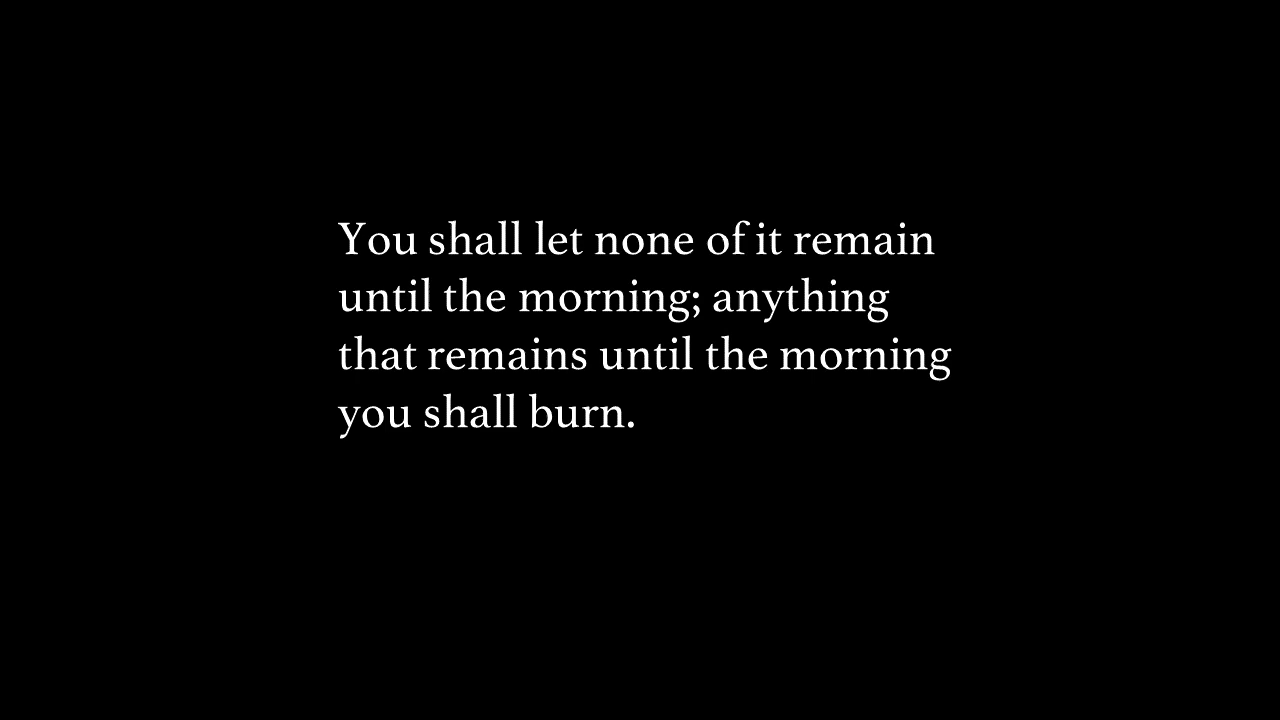 You shall let none of it remain
until the morning; anything
that remains until the morning
you shall burn.